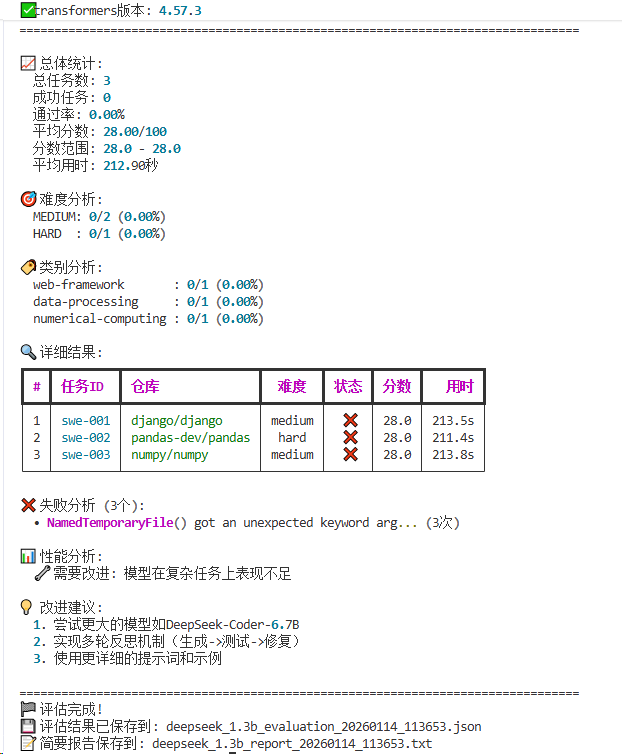 ✅transformers版本: 4.57.3
================================================================================
📈 总体统计:
总任务数: 3
成功任务: 0
通过率: 0.00%
平均分数: 28.00/100
分数范围: 28.0 - 28.0
平均用时: 212.90秒
🎯 难度分析:
MEDIUM: 0/2 (0.00%)
HARD  : 0/1 (0.00%)
🏷️ 类别分析:
web-framework       : 0/1 (0.00%)
data-processing     : 0/1 (0.00%)
numerical-computing : 0/1 (0.00%)
🔍 详细结果:
# 任务ID 仓库 难度 状态 分数 用时
1 swe-001 django/django medium ❌ 28.0 213.5s
2 swe-002 pandas-dev/pandas hard ❌ 28.0 211.4s
3 swe-003 numpy/numpy medium ❌ 28.0 213.8s
❌ 失败分析 (3个):
• NamedTemporaryFile() got an unexpected keyword arg... (3次)
📊 性能分析:
🔧 需要改进: 模型在复杂任务上表现不足
💡 改进建议:
1. 尝试更大的模型如DeepSeek-Coder-6.7B
2. 实现多轮反思机制（生成->测试->修复）
3. 使用更详细的提示词和示例
================================================================================
🏁 评估完成!
💾 评估结果已保存到: deepseek_1.3b_evaluation_20260114_113653.json
📝 简要报告保存到: deepseek_1.3b_report_20260114_113653.txt